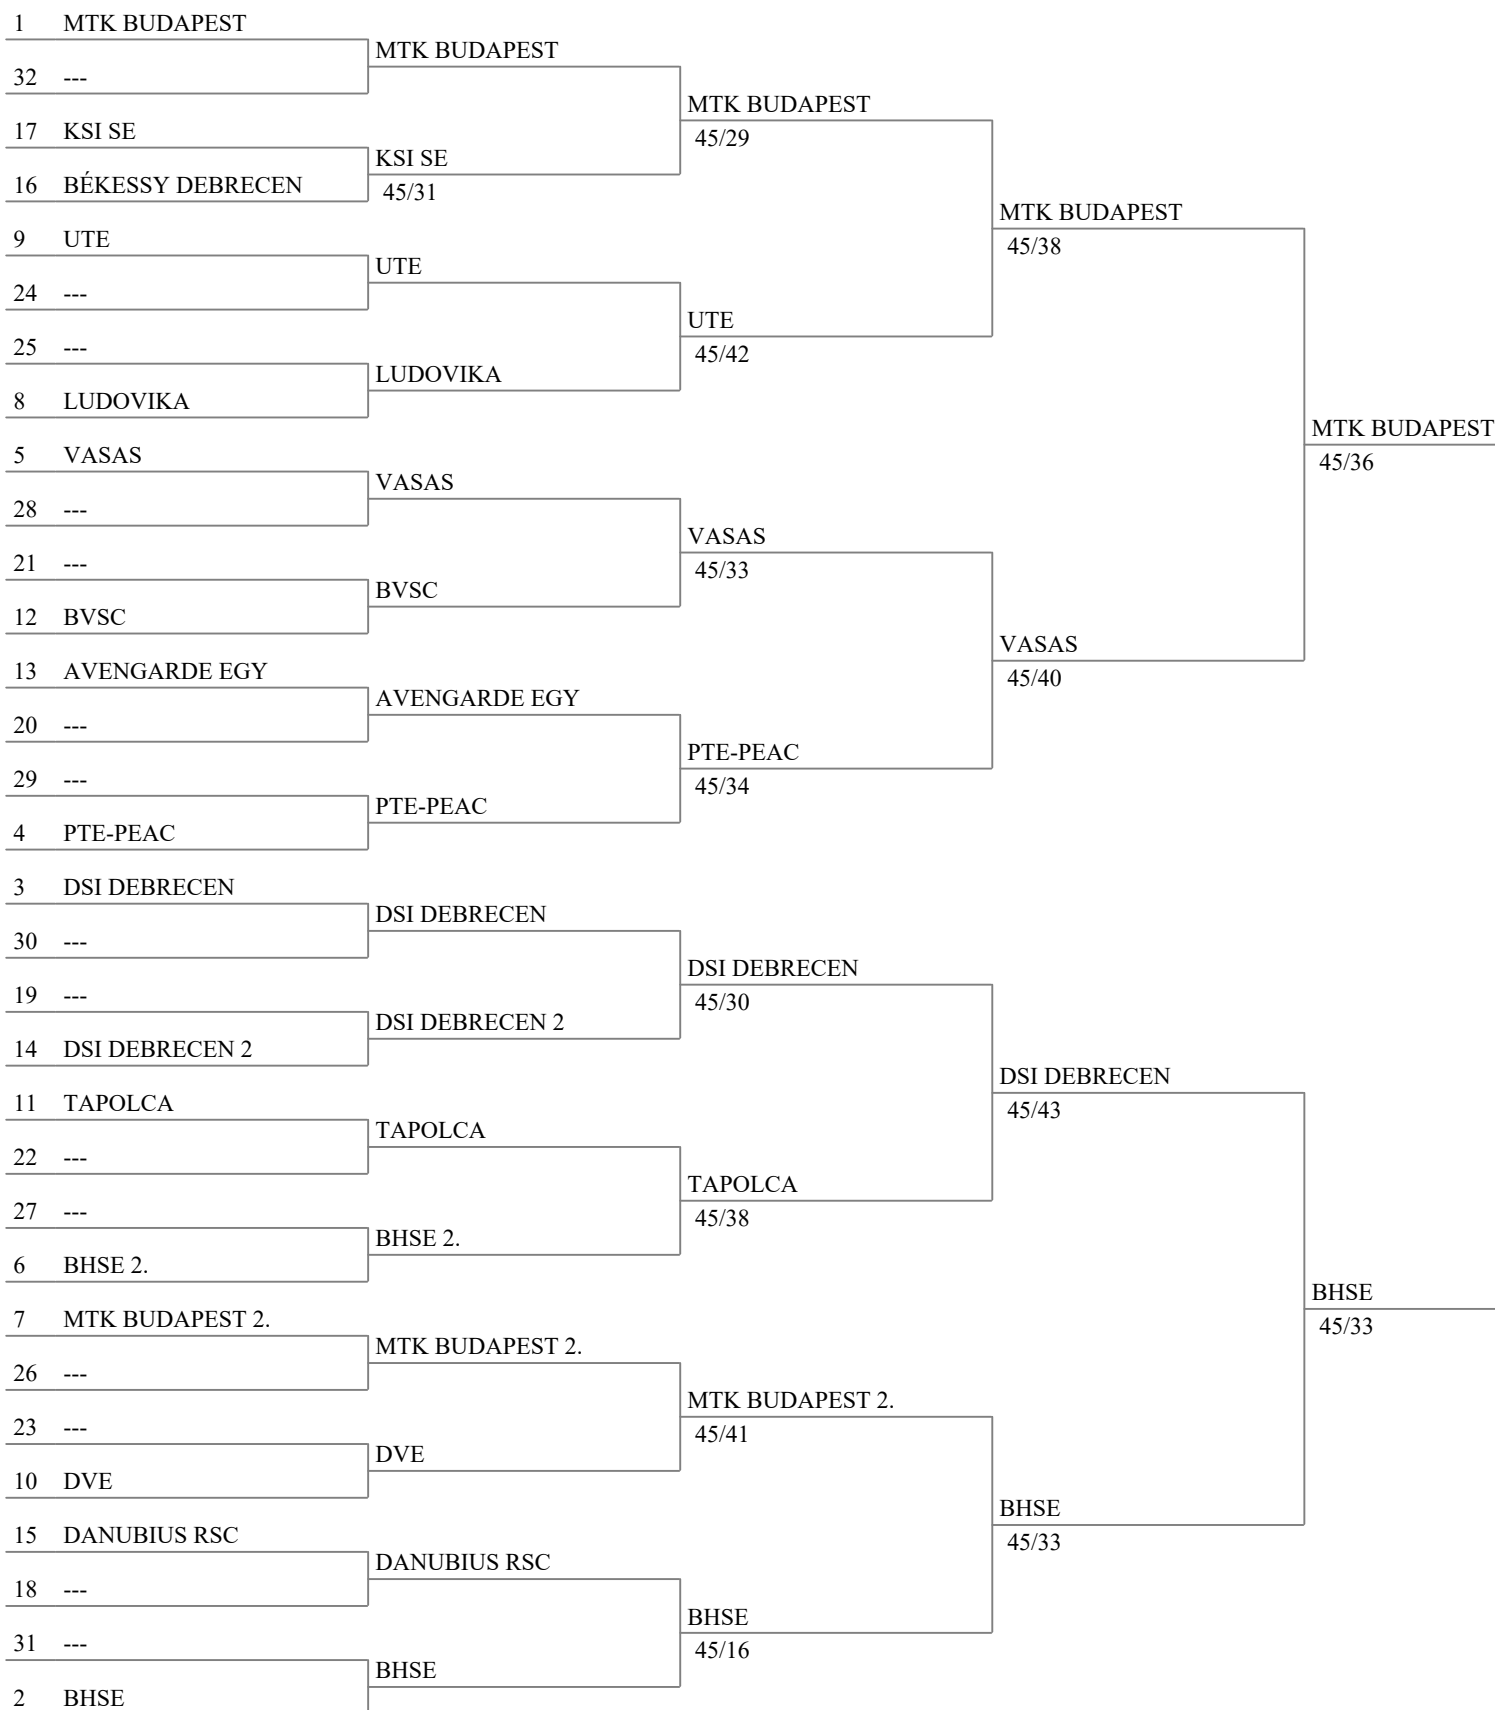 1 MTK BUDAPEST
MTK BUDAPEST
32 ---
MTK BUDAPEST
17 KSI SE
45/29
KSI SE
16 BÉKESSY DEBRECEN
45/31
MTK BUDAPEST
9 UTE
45/38
UTE
24 ---
UTE
25 ---
45/42
LUDOVIKA
8 LUDOVIKA
MTK BUDAPEST
5 VASAS
45/36
VASAS
28 ---
VASAS
21 ---
45/33
BVSC
12 BVSC
VASAS
13 AVENGARDE EGY
45/40
AVENGARDE EGY
20 ---
PTE-PEAC
29 ---
45/34
PTE-PEAC
4 PTE-PEAC
3 DSI DEBRECEN
DSI DEBRECEN
30 ---
DSI DEBRECEN
19 ---
45/30
DSI DEBRECEN 2
14 DSI DEBRECEN 2
DSI DEBRECEN
11 TAPOLCA
45/43
TAPOLCA
22 ---
TAPOLCA
27 ---
45/38
BHSE 2.
6 BHSE 2.
BHSE
7 MTK BUDAPEST 2.
45/33
MTK BUDAPEST 2.
26 ---
MTK BUDAPEST 2.
23 ---
45/41
DVE
10 DVE
BHSE
15 DANUBIUS RSC
45/33
DANUBIUS RSC
18 ---
BHSE
31 ---
45/16
BHSE
2 BHSE